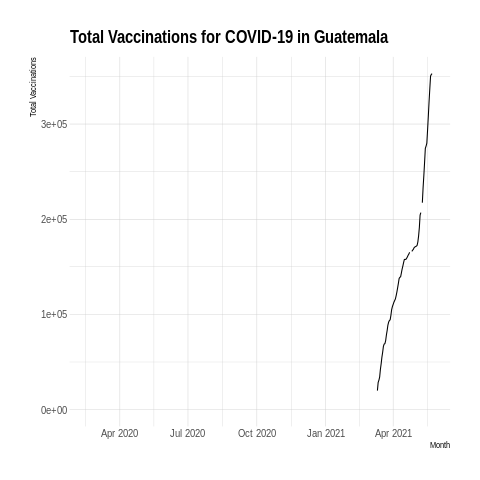 Total Vaccinations for COVID-19 in Guatemala
Total Vaccinations
3e+05
2e+05
1e+05
0e+00
Apr 2020 Jul 2020 Oct 2020 Jan 2021 Apr 2021
Month